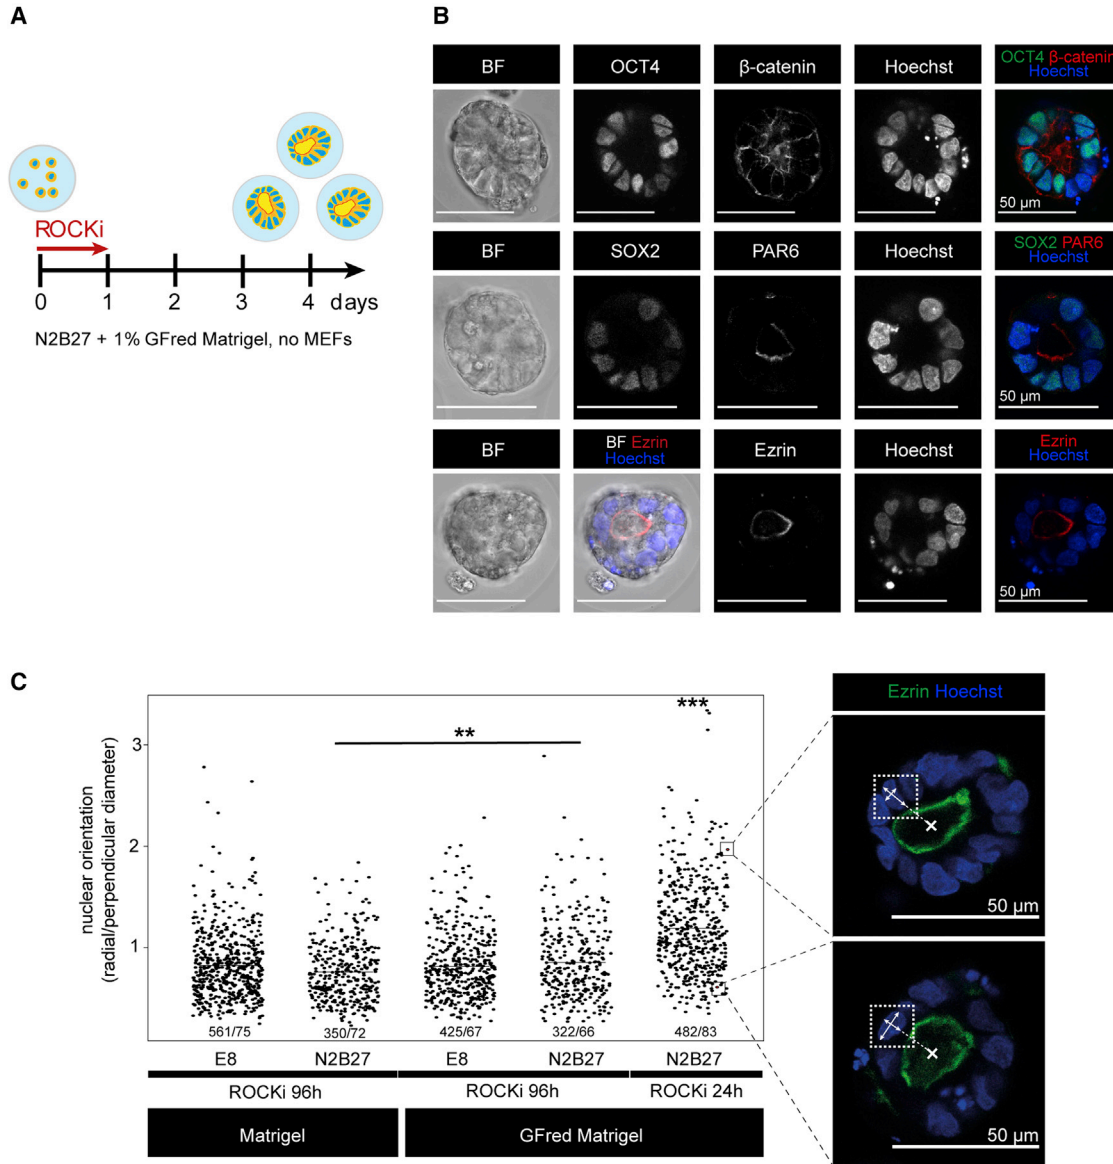 A
ROCKi
0 1 2 3 4 days
N2B27 + 1% GFred Matrigel, no MEFs
B
BF OCT4 β-catenin Hoechst OCT4 β-catenin
Hoechst
50 µm
BF SOX2 PAR6 Hoechst SOX2 PAR6
Hoechst
50 µm
BF BF Ezrin Ezrin Hoechst Ezrin
Hoechst Hoechst
50 µm
C
nuclear orientation
(radial/perpendicular diameter)
3
2
1
**
***
561/75 350/72 425/67 322/66 482/83
E8 N2B27 E8 N2B27 N2B27
ROCKi 96h ROCKi 96h ROCKi 24h
Matrigel GFred Matrigel
Ezrin Hoechst
50 µm
50 µm